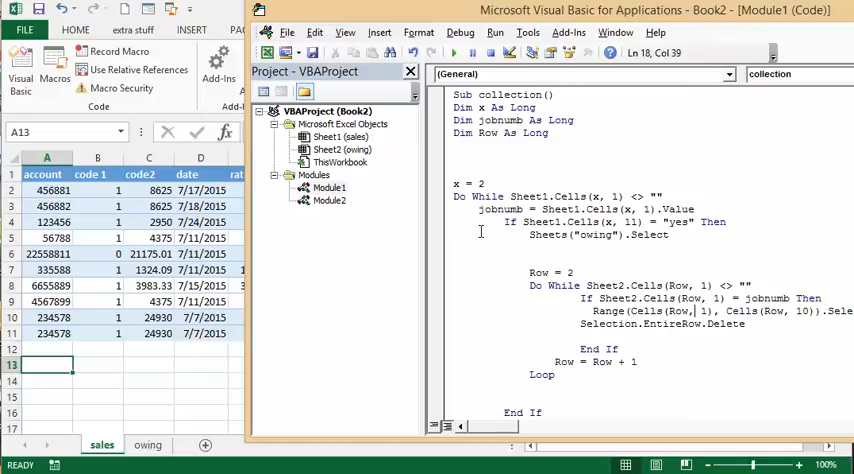 Microsoft Visual Basic for Applications - Book2 - [Module1 (Code)]
FILE HOME extra stuff INSERT
File Edit View Insert Format Debug Run Tools Add-Ins Window Help
Ln 18, Col 39
Visual Basic
Macros
Record Macro
Use Relative References
Macro Security
Add-Ins
Code
Add-I
A13
fx
Project - VBAProject
VBAProject (Book2)
Microsoft Excel Objects
Sheet1 (sales)
Sheet2 (owing)
ThisWorkbook
Modules
Module1
Module2
A B C D
1 account code 1 code2 date rat
2 456881 1 8625 7/17/2015
3 456882 1 8625 7/18/2015
4 123456 1 2950 7/24/2015
5 56788 1 4375 7/11/2015
6 22558811 0 21175.01 7/12/2015
7 335588 1 1324.09 7/13/2015 1
8 6655889 1 3983.33 7/15/2015 3
9 4567899 1 4375 7/11/2015
10 234578 1 24930 7/7/2015
11 234578 1 24930 7/7/2015
12
13
14
15
16
17
(General) collection
Sub collection()
Dim x As Long
Dim jobnumb As Long
Dim Row As Long
x = 2
Do While Sheet1.Cells(x, 1) <> ""
jobnumb = Sheet1.Cells(x, 1).Value
If Sheet1.Cells(x, 11) = "yes" Then
Sheets("owing").Select
Row = 2
Do While Sheet2.Cells(Row, 1) <> ""
If Sheet2.Cells(Row, 1) = jobnumb Then
Range(Cells(Row, 1), Cells(Row, 10)).Sele
Selection.EntireRow.Delete
End If
Row = Row + 1
Loop
End If
sales owing
READY
100%